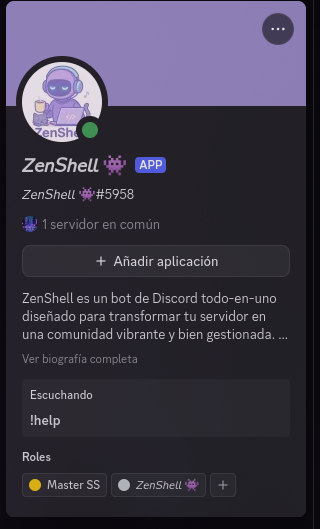 ZenShe
ZenShell 👾 APP
ZenShell 👾#5958
1 servidor en común
+ Añadir aplicación
ZenShell es un bot de Discord todo-en-uno
diseñado para transformar tu servidor en
una comunidad vibrante y bien gestionada. ...
Ver biografía completa
Escuchando
!help
Roles
Master SS ZenShell 👾 +